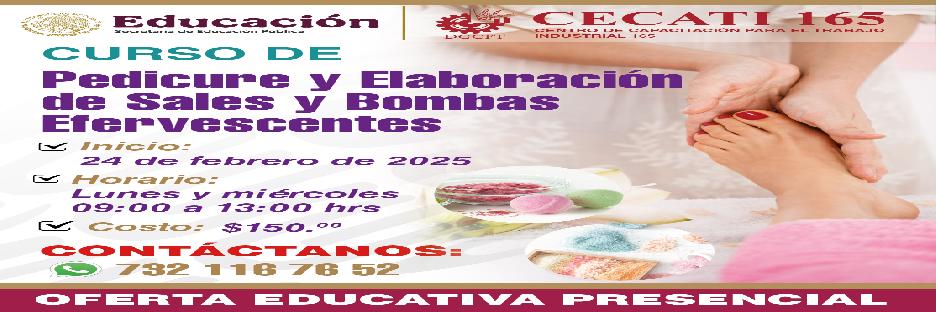 Educación
Secretaría de Educación Pública
DGCFT
CECATI 165
CENTRO DE CAPACITACIÓN PARA EL TRABAJO
INDUSTRIAL 165
CURSO DE
Pedicure y Elaboración
de Sales y Bombas
Efervescentes
Inicio:
24 de febrero de 2025
Horario:
Lunes y miércoles
09:00 a 13:00 hrs
Costo: $150.⁰⁰
CONTÁCTANOS:
732 116 76 52
OFERTA EDUCATIVA PRESENCIAL